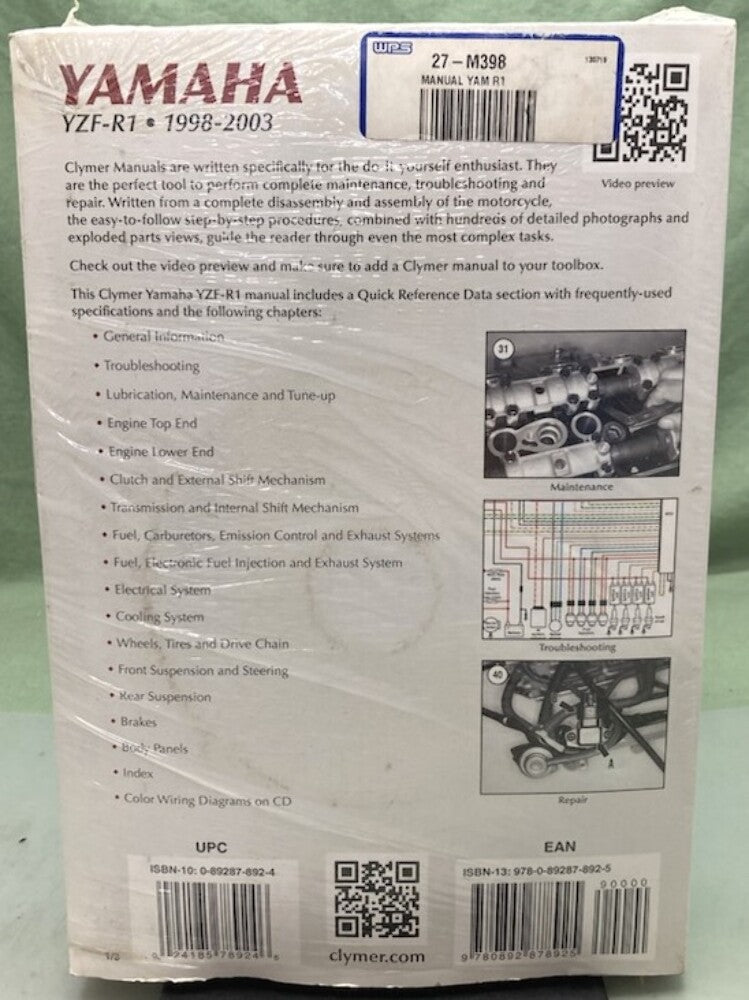 WPS
27-M398
130719
MANUAL YAM R1
YAMAHA
YZF-R1 • 1998-2003
Video preview
Clymer Manuals are written specifically for the do-it-yourself enthusiast. They
are the perfect tool to perform complete maintenance, troubleshooting and
repair. Written from a complete disassembly and assembly of the motorcycle,
the easy-to-follow step-by-step procedures, combined with hundreds of detailed photographs and
exploded parts views, guide the reader through even the most complex tasks.
Check out the video preview and make sure to add a Clymer manual to your toolbox.
This Clymer Yamaha YZF-R1 manual includes a Quick Reference Data section with frequently-used
specifications and the following chapters:
• General Information
• Troubleshooting
• Lubrication, Maintenance and Tune-up
• Engine Top End
• Engine Lower End
• Clutch and External Shift Mechanism
• Transmission and Internal Shift Mechanism
• Fuel, Carburetors, Emission Control and Exhaust Systems
• Fuel, Electronic Fuel Injection and Exhaust System
• Electrical System
• Cooling System
• Wheels, Tires and Drive Chain
• Front Suspension and Steering
• Rear Suspension
• Brakes
• Body Panels
• Index
• Color Wiring Diagrams on CD
31
Maintenance
Troubleshooting
40
A
Repair
UPC
ISBN-10: 0-89287-892-4
0 24185 78924 6
1/2
clymer.com
EAN
ISBN-13: 978-0-89287-892-5
90000
9 780892 878925